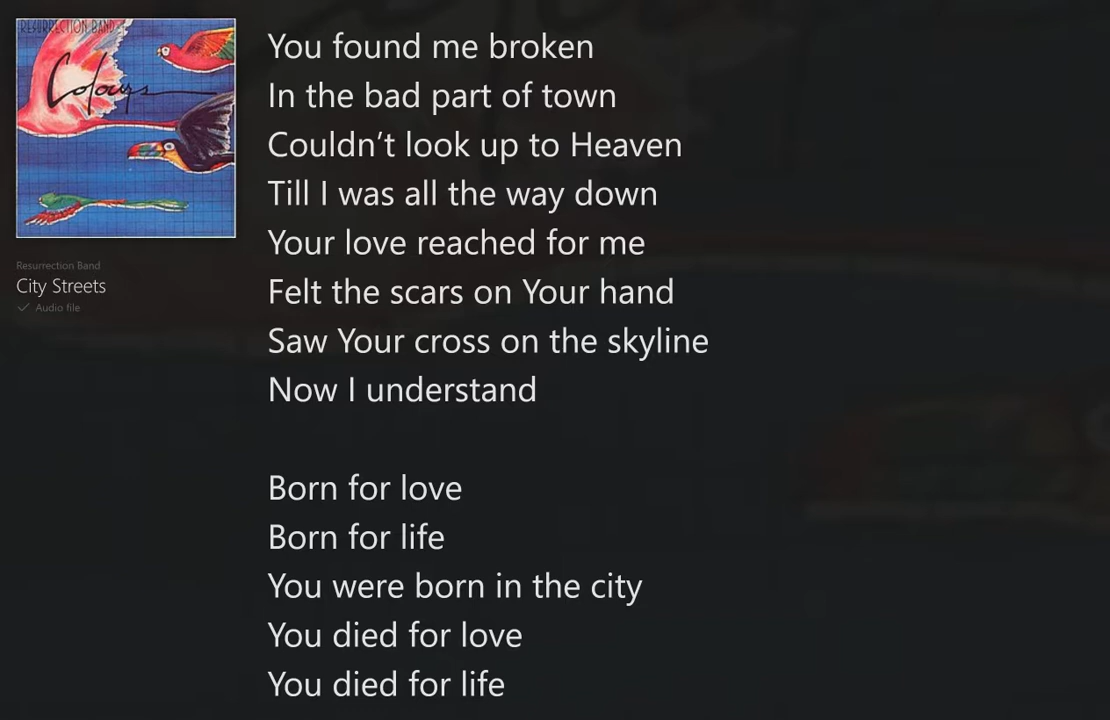 RESURRECTION BAND
Colours
Resurrection Band
City Streets
Audio file
You found me broken
In the bad part of town
Couldn’t look up to Heaven
Till I was all the way down
Your love reached for me
Felt the scars on Your hand
Saw Your cross on the skyline
Now I understand
Born for love
Born for life
You were born in the city
You died for love
You died for life